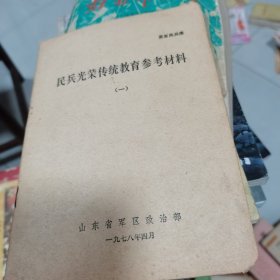 民兵光荣传统教育参考材料
(一)
山东省军区政治部
一九七八年四月